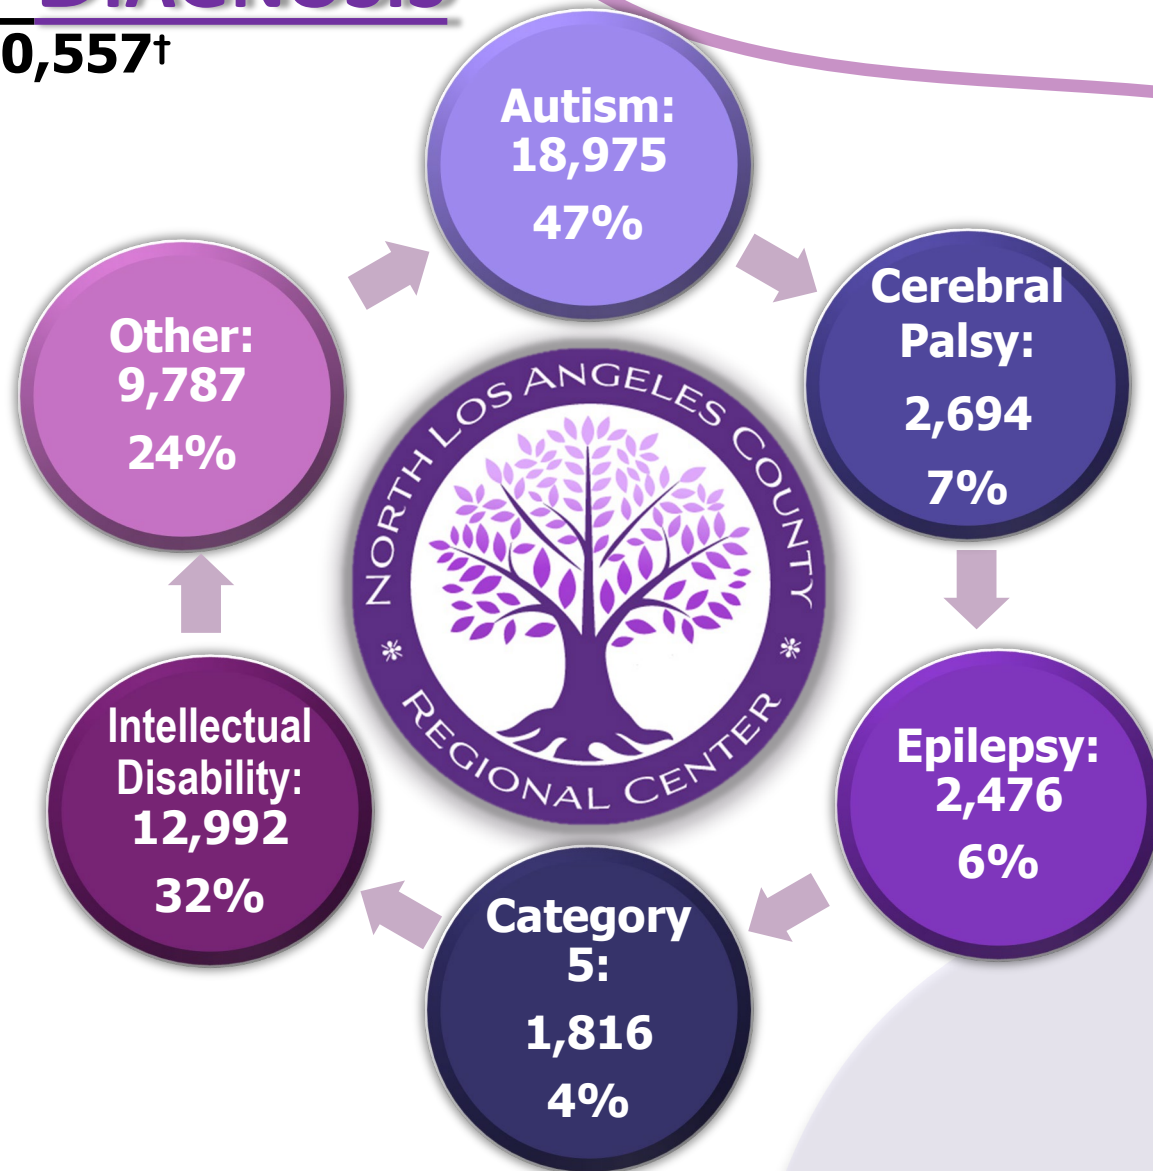 DIAGNOSIS
0,557†
Autism:
18,975
47%
Cerebral
Palsy:
2,694
7%
Epilepsy:
2,476
6%
Category
5:
1,816
4%
Intellectual
Disability:
12,992
32%
Other:
9,787
24%
NORTH LOS ANGELES COUNTY
REGIONAL CENTER